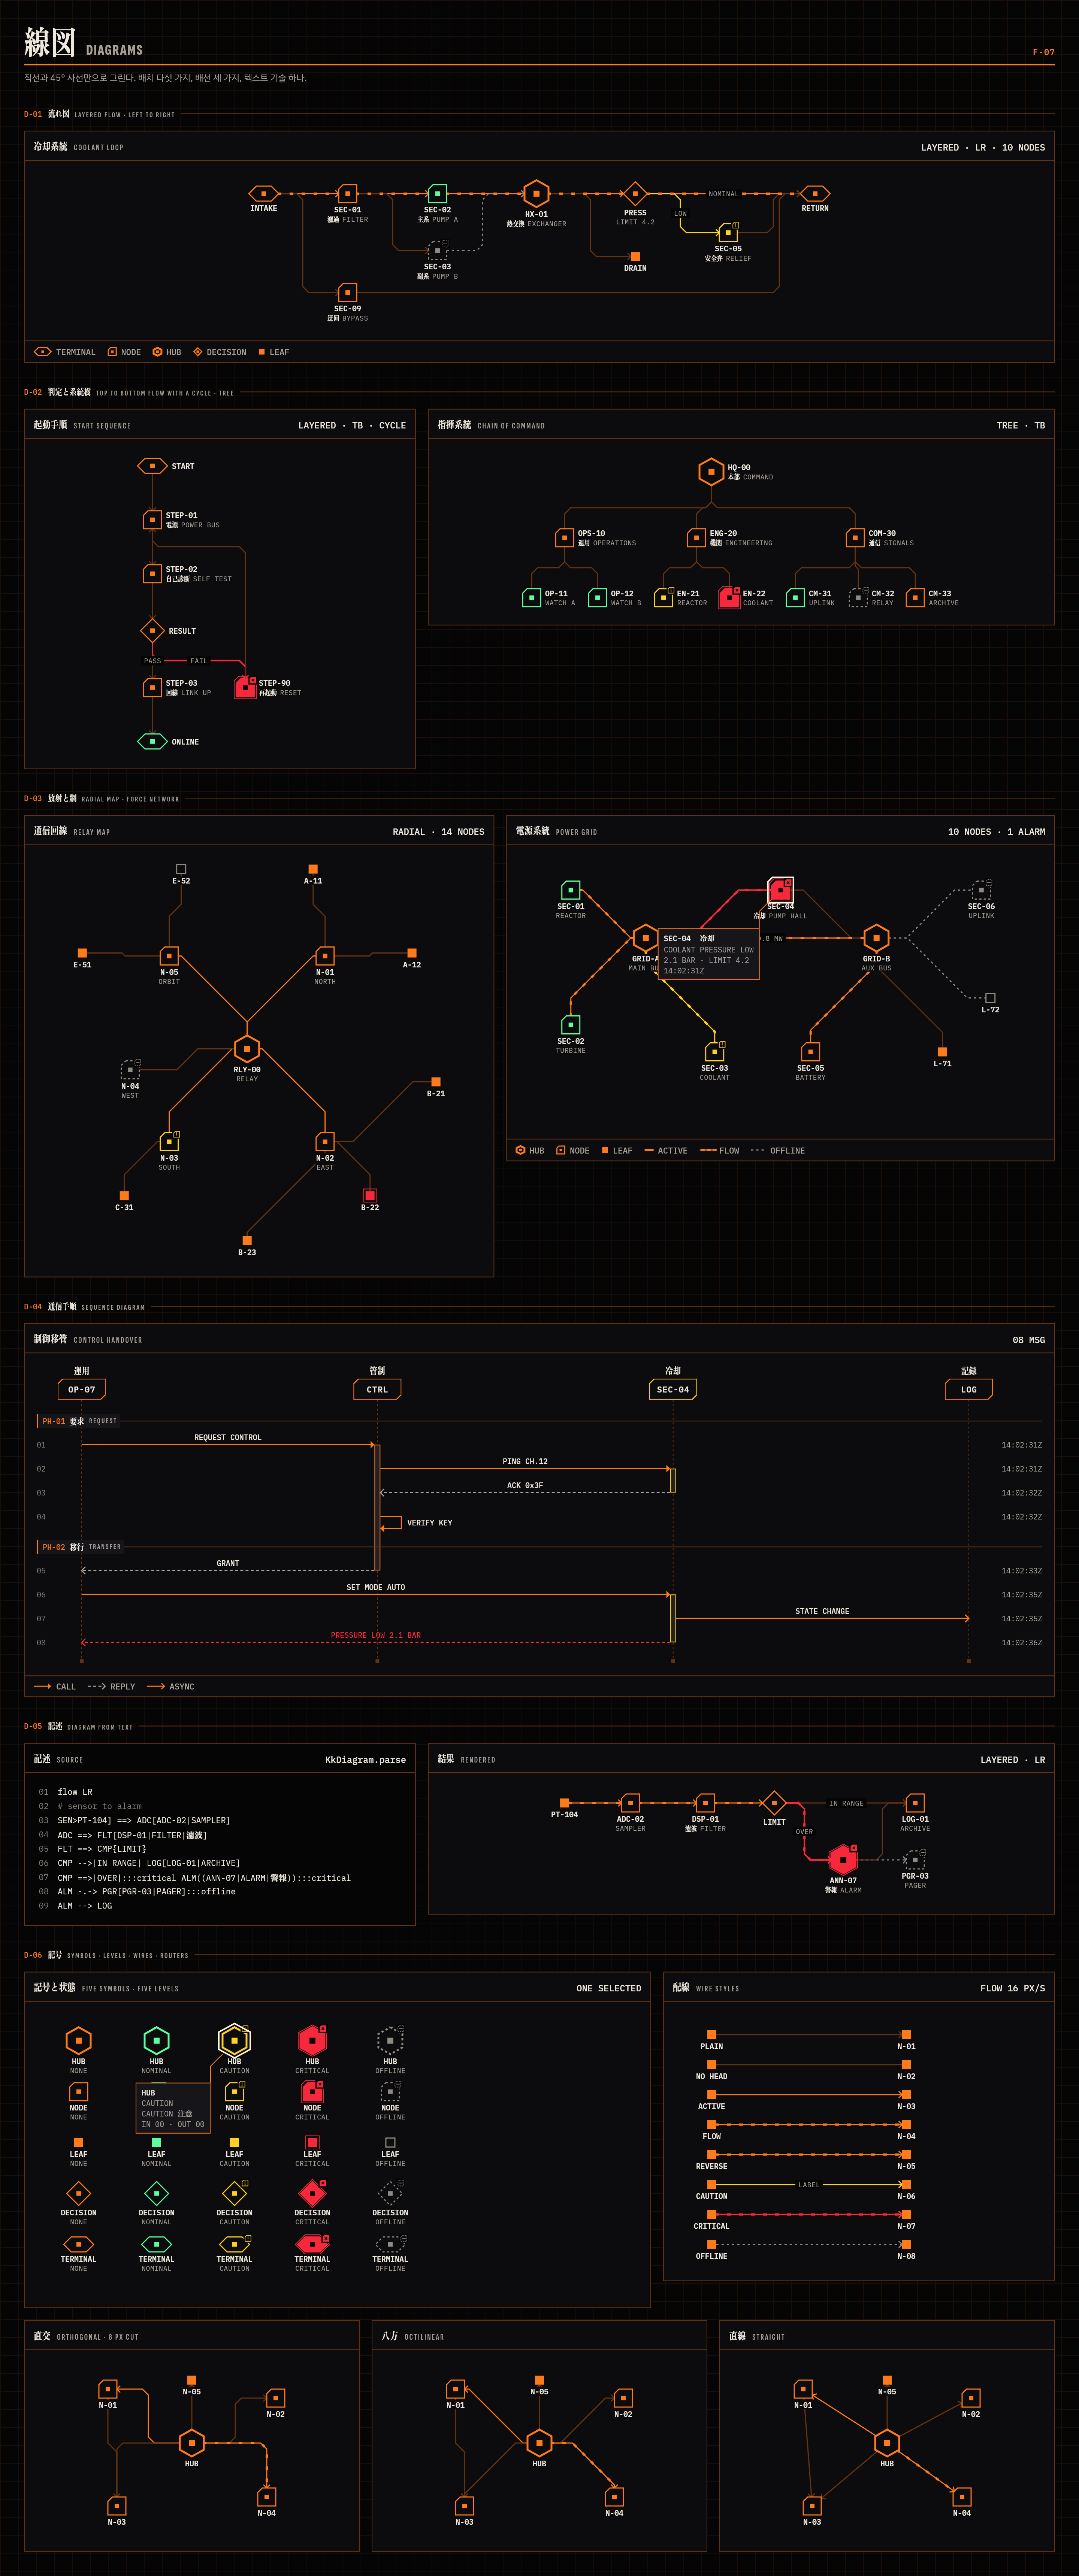 線図 DIAGRAMS
F-07
직선과 45° 사선만으로 그린다. 배치 다섯 가지, 배선 세 가지, 텍스트 기술 하나.
D-01 流れ図 LAYERED FLOW · LEFT TO RIGHT
冷却系統 COOLANT LOOP
LAYERED · LR · 10 NODES
INTAKE
SEC-01
濾過 FILTER
SEC-02
主系 PUMP A
HX-01
熱交換 EXCHANGER
PRESS
LIMIT 4.2
NOMINAL
RETURN
LOW
SEC-05
安全弁 RELIEF
SEC-03
副系 PUMP B
DRAIN
SEC-09
迂回 BYPASS
TERMINAL
NODE
HUB
DECISION
LEAF
D-02 判定と系統樹 TOP TO BOTTOM FLOW WITH A CYCLE · TREE
起動手順 START SEQUENCE
LAYERED · TB · CYCLE
START
STEP-01
電源 POWER BUS
STEP-02
自己診断 SELF TEST
RESULT
PASS
FAIL
STEP-03
回線 LINK UP
STEP-90
再起動 RESET
ONLINE
指揮系統 CHAIN OF COMMAND
TREE · TB
HQ-00
本部 COMMAND
OPS-10
運用 OPERATIONS
ENG-20
機関 ENGINEERING
COM-30
通信 SIGNALS
OP-11
WATCH A
OP-12
WATCH B
EN-21
REACTOR
EN-22
COOLANT
CM-31
UPLINK
CM-32
RELAY
CM-33
ARCHIVE
D-03 放射と網 RADIAL MAP · FORCE NETWORK
通信回線 RELAY MAP
RADIAL · 14 NODES
E-52
A-11
E-51
N-05
ORBIT
N-01
NORTH
A-12
RLY-00
RELAY
N-04
WEST
B-21
N-03
SOUTH
N-02
EAST
C-31
B-22
B-23
電源系統 POWER GRID
10 NODES · 1 ALARM
SEC-01
REACTOR
SEC-04
冷却 PUMP HALL
SEC-06
UPLINK
GRID-A
MAIN BU
SEC-04 冷却
COOLANT PRESSURE LOW
2.1 BAR · LIMIT 4.2
14:02:31Z
.8 MW
GRID-B
AUX BUS
L-72
SEC-02
TURBINE
SEC-03
COOLANT
SEC-05
BATTERY
L-71
HUB
NODE
LEAF
ACTIVE
FLOW
OFFLINE
D-04 通信手順 SEQUENCE DIAGRAM
制御移管 CONTROL HANDOVER
08 MSG
運用
OP-07
管制
CTRL
冷却
SEC-04
記録
LOG
PH-01 要求 REQUEST
01 REQUEST CONTROL 14:02:31Z
02 PING CH.12 14:02:31Z
03 ACK 0x3F 14:02:32Z
04 VERIFY KEY 14:02:32Z
PH-02 移行 TRANSFER
05 GRANT 14:02:33Z
06 SET MODE AUTO 14:02:35Z
07 STATE CHANGE 14:02:35Z
08 PRESSURE LOW 2.1 BAR 14:02:36Z
CALL
REPLY
ASYNC
D-05 記述 DIAGRAM FROM TEXT
記述 SOURCE
KkDiagram.parse
01 flow LR
02 # sensor to alarm
03 SEN>PT-104] ==> ADC[ADC-02|SAMPLER]
04 ADC ==> FLT[DSP-01|FILTER|濾波]
05 FLT ==> CMP{LIMIT}
06 CMP -->|IN RANGE| LOG[LOG-01|ARCHIVE]
07 CMP ==>|OVER|:::critical ALM((ANN-07|ALARM|警報)):::critical
08 ALM -.-> PGR[PGR-03|PAGER]:::offline
09 ALM --> LOG
結果 RENDERED
LAYERED · LR
PT-104
ADC-02
SAMPLER
DSP-01
濾波 FILTER
LIMIT
IN RANGE
LOG-01
ARCHIVE
OVER
ANN-07
警報 ALARM
PGR-03
PAGER
D-06 記号 SYMBOLS · LEVELS · WIRES · ROUTERS
記号と状態 FIVE SYMBOLS · FIVE LEVELS
ONE SELECTED
HUB
NONE
HUB
NOMINAL
HUB
CAUTION
HUB
CRITICAL
HUB
OFFLINE
NODE
NONE
HUB
CAUTION
CAUTION 注意
IN 00 · OUT 00
NODE
CAUTION
NODE
CRITICAL
NODE
OFFLINE
LEAF
NONE
LEAF
NOMINAL
LEAF
CAUTION
LEAF
CRITICAL
LEAF
OFFLINE
DECISION
NONE
DECISION
NOMINAL
DECISION
CAUTION
DECISION
CRITICAL
DECISION
OFFLINE
TERMINAL
NONE
TERMINAL
NOMINAL
TERMINAL
CAUTION
TERMINAL
CRITICAL
TERMINAL
OFFLINE
配線 WIRE STYLES
FLOW 16 PX/S
PLAIN N-01
NO HEAD N-02
ACTIVE N-03
FLOW N-04
REVERSE N-05
LABEL
CAUTION N-06
CRITICAL N-07
OFFLINE N-08
直交 ORTHOGONAL · 8 PX CUT
N-01
N-05
N-02
HUB
N-04
N-03
八方 OCTILINEAR
N-01
N-05
N-02
HUB
N-04
N-03
直線 STRAIGHT
N-01
N-05
N-02
HUB
N-04
N-03